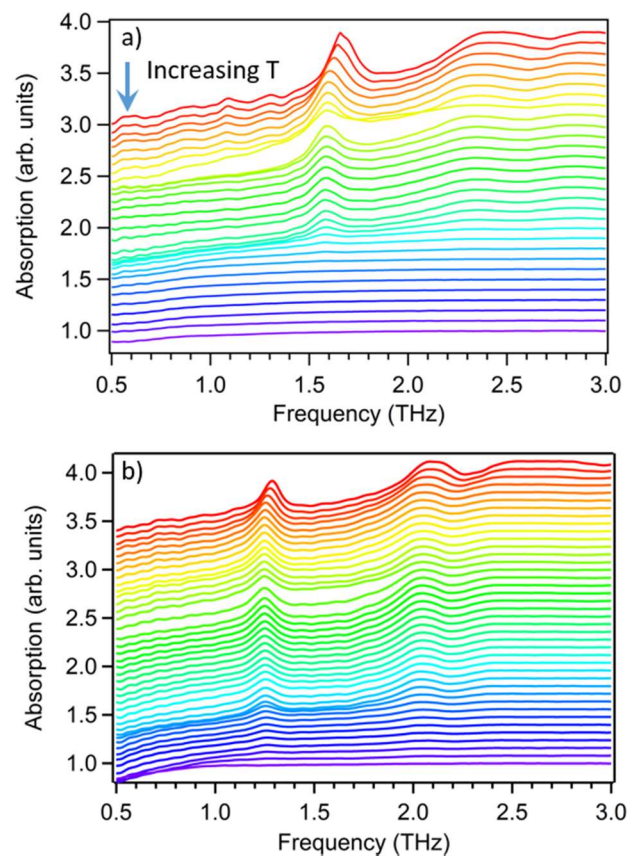 a)
Increasing T
Absorption (arb. units)
4.0
3.5
3.0
2.5
2.0
1.5
1.0
0.5 1.0 1.5 2.0 2.5 3.0
Frequency (THz)
b)
Absorption (arb. units)
4.0
3.5
3.0
2.5
2.0
1.5
1.0
0.5 1.0 1.5 2.0 2.5 3.0
Frequency (THz)